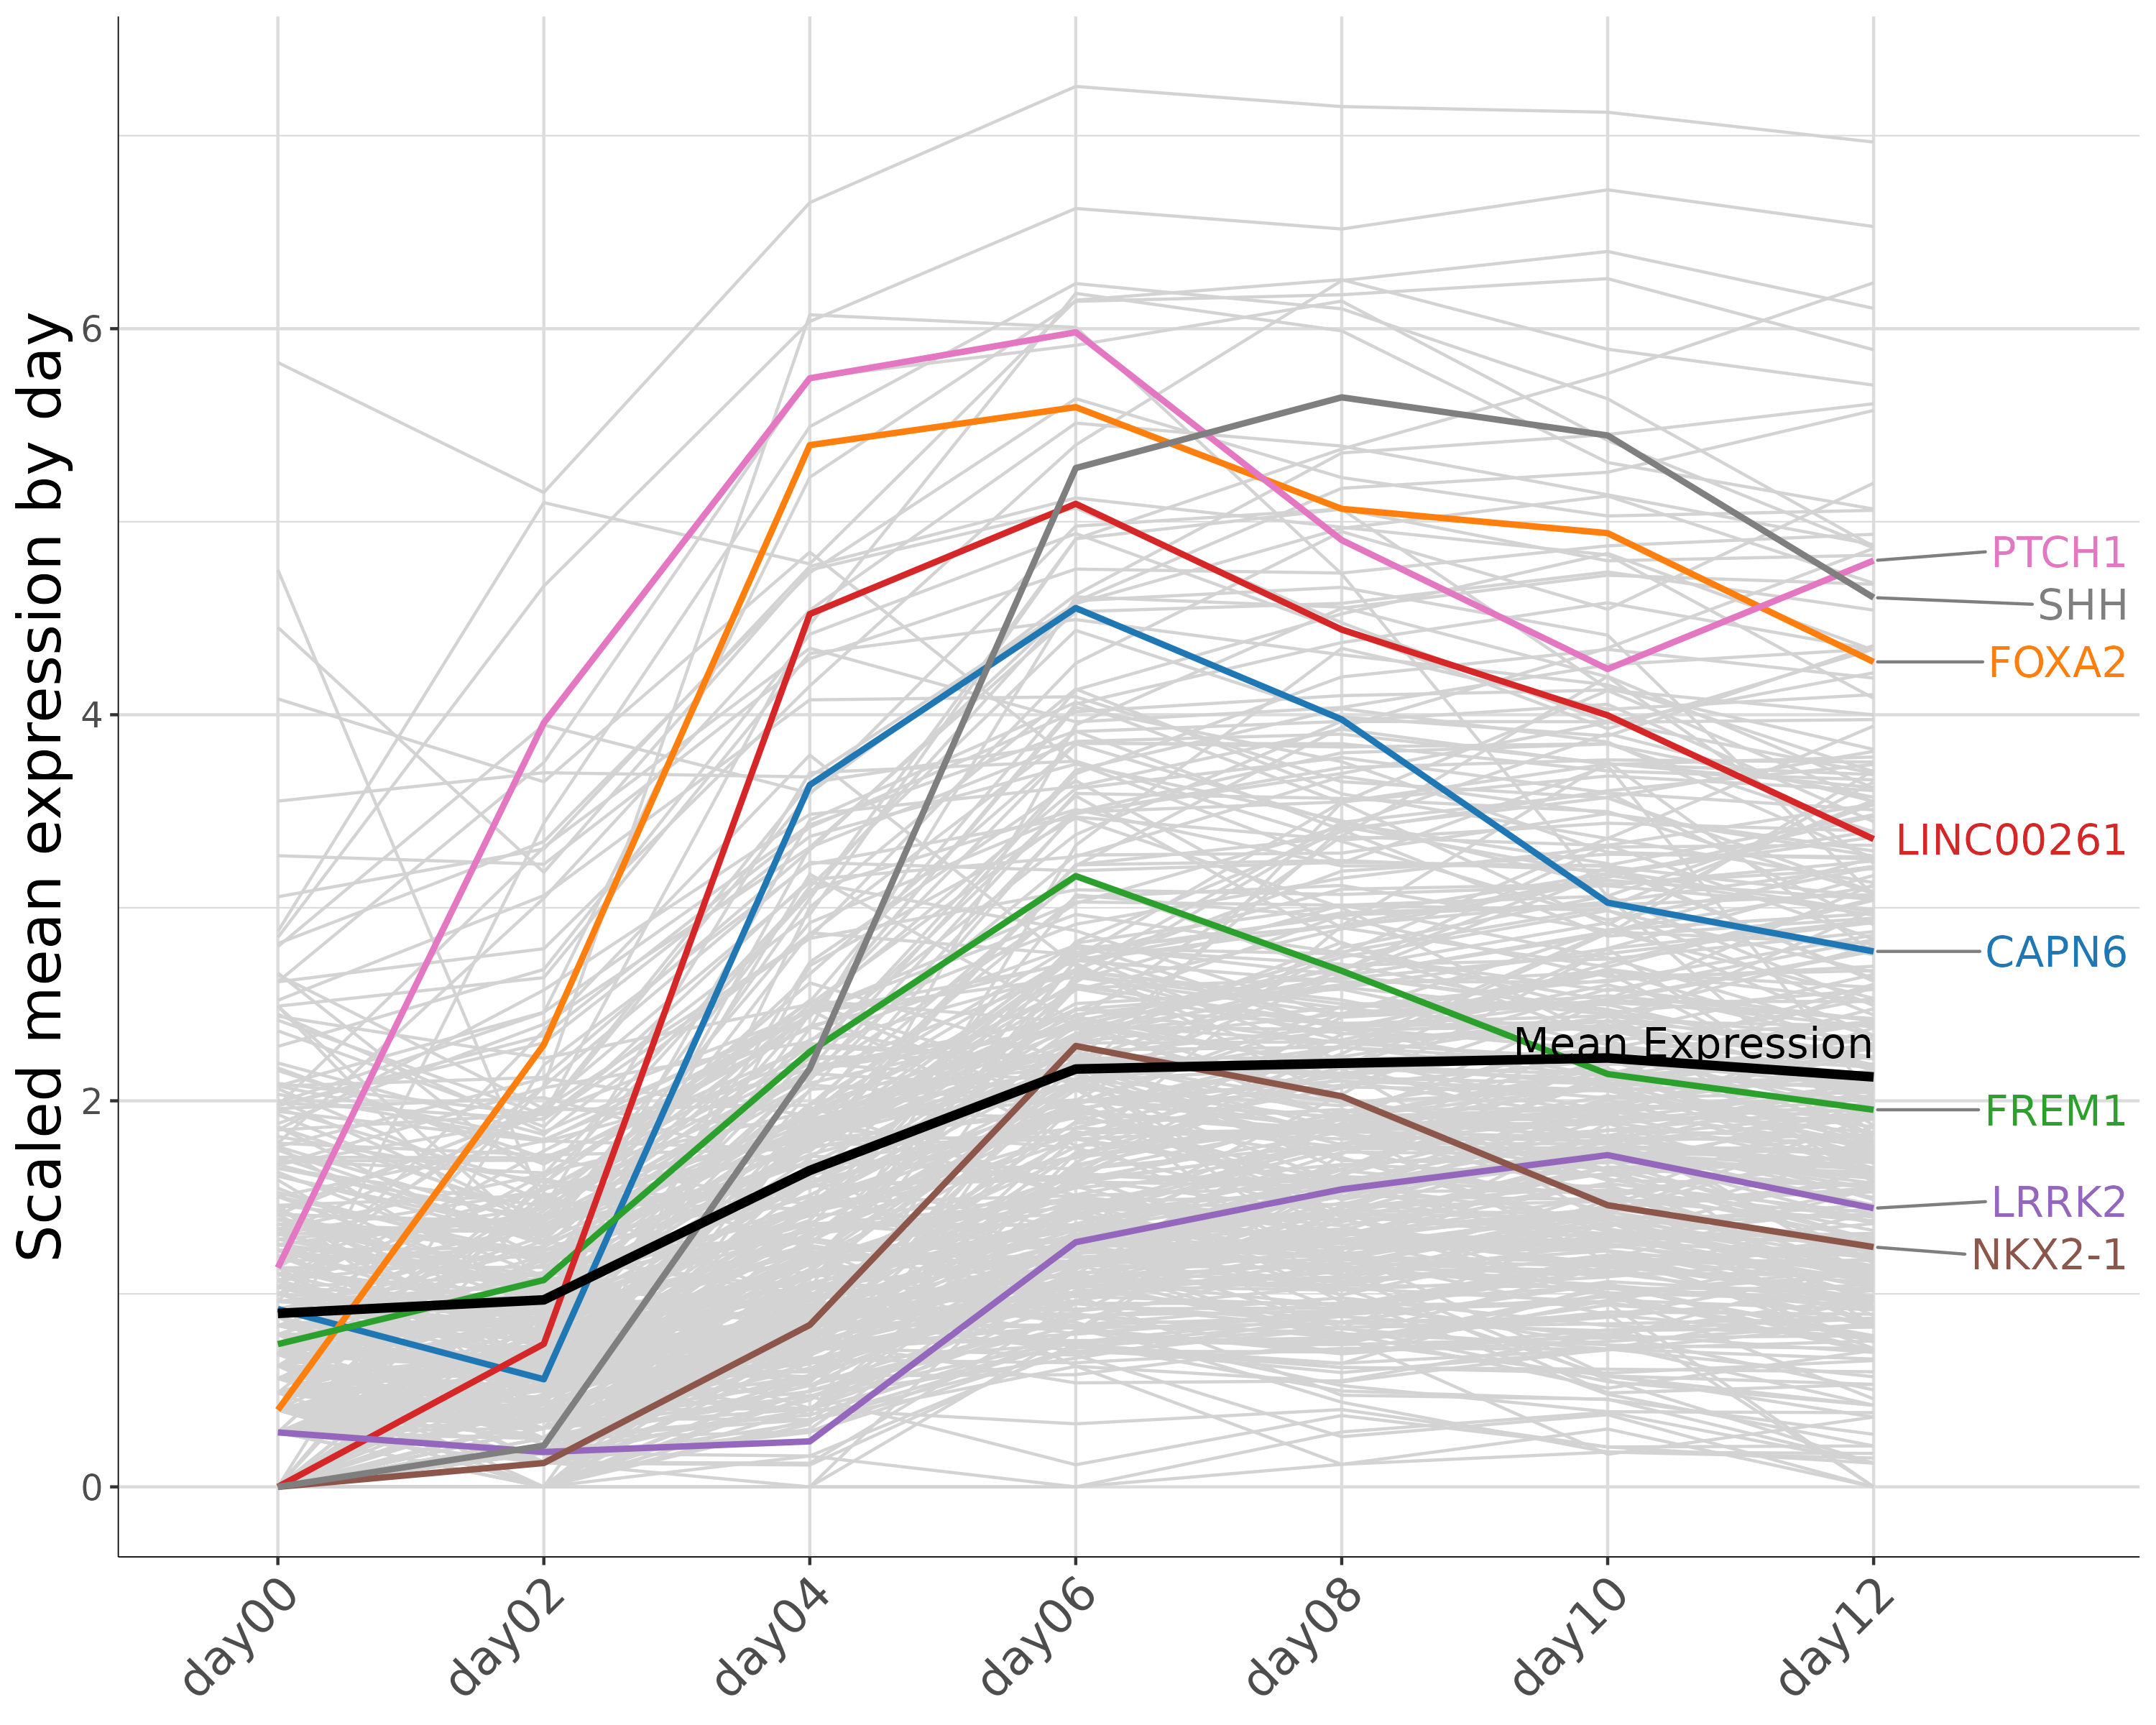 Scaled mean expression by day
6
4
2
0
PTCH1
SHH
FOXA2
LINC00261
CAPN6
Mean Expression
FREM1
LRRK2
NKX2-1
day00
day02
day04
day06
day08
day10
day12